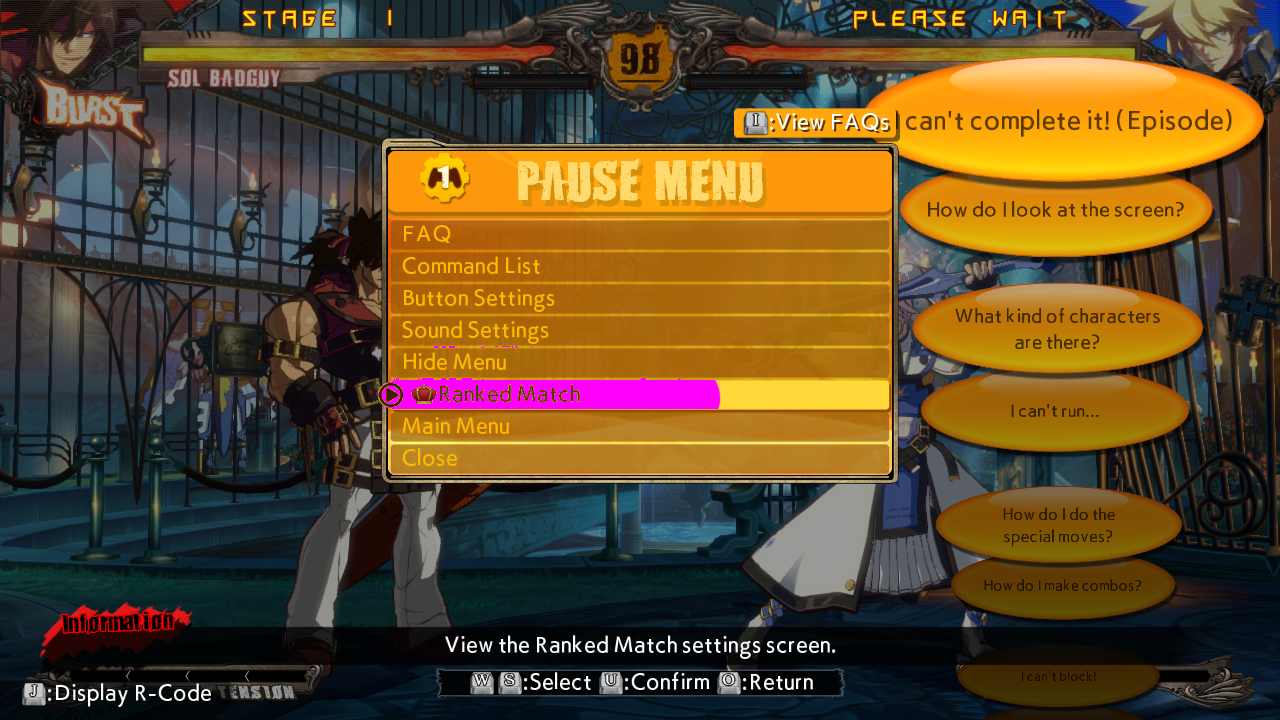 STAGE 1
PLEASE WAIT
98
SOL BADGUY
BURST
I:View FAQs
can't complete it! (Episode)
1 PAUSE MENU
How do I look at the screen?
FAQ
Command List
Button Settings
Sound Settings
Hide Menu
Ranked Match
Main Menu
Close
What kind of characters
are there?
I can't run...
How do I do the
special moves?
How do I make combos?
I can't block!
Information
View the Ranked Match settings screen.
J:Display R-Code
TENSION
W S:Select U:Confirm O:Return